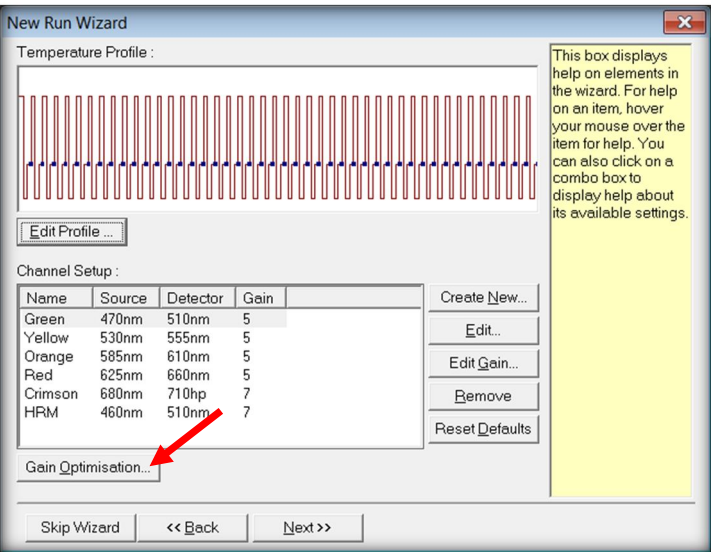 New Run Wizard
Temperature Profile :
Edit Profile ...
Channel Setup :
Name Source Detector Gain
Green 470nm 510nm 5
Yellow 530nm 555nm 5
Orange 585nm 610nm 5
Red 625nm 660nm 5
Crimson 680nm 710hp 7
HRM 460nm 510nm 7
Create New...
Edit...
Edit Gain...
Remove
Reset Defaults
Gain Optimisation...
Skip Wizard << Back Next >>
This box displays
help on elements in
the wizard. For help
on an item, hover
your mouse over the
item for help. You
can also click on a
combo box to
display help about
its available settings.